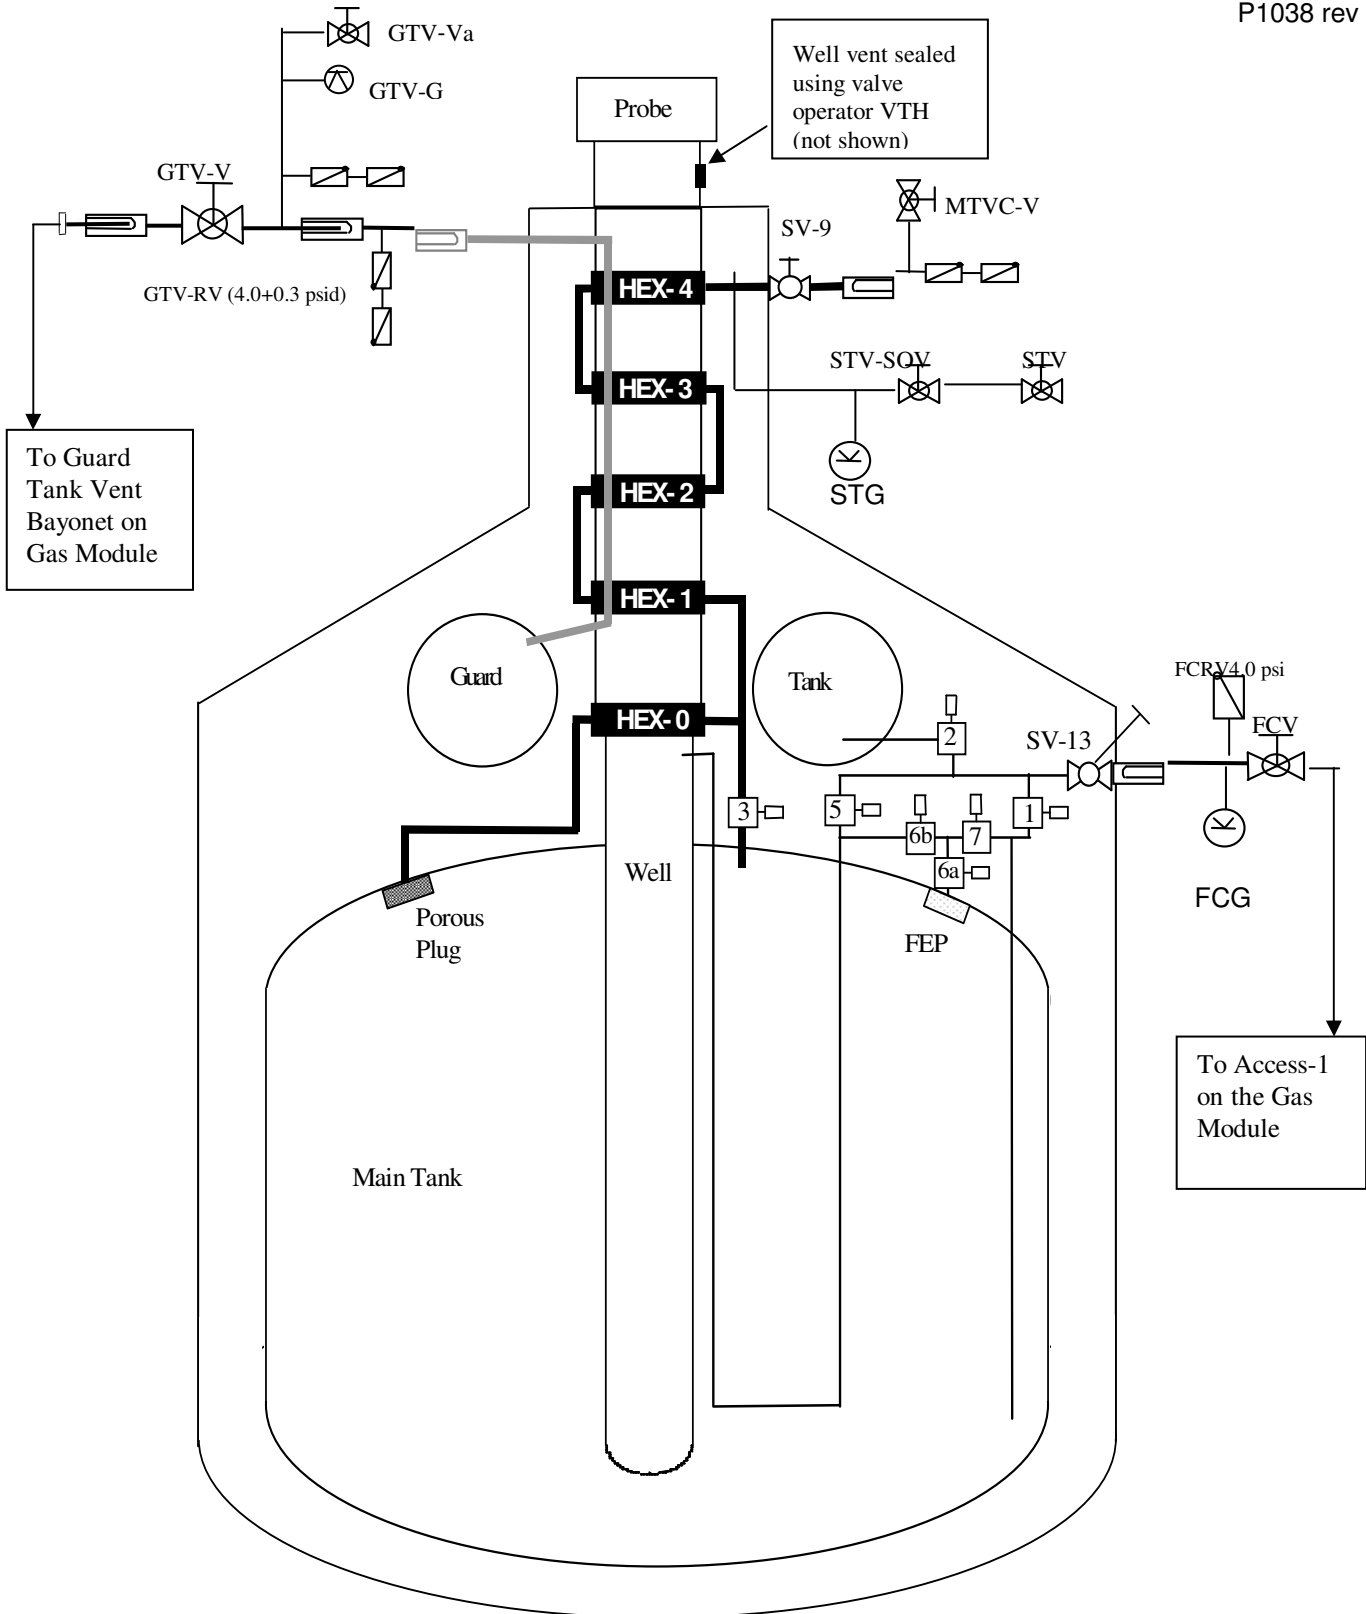 P1038 rev
GTV-Va
GTV-G
Probe
Well vent sealed
using valve
operator VTH
(not shown)
GTV-V
MTVC-V
SV-9
GTV-RV (4.0+0.3 psid)
HEX-4
STV-SOV
STV
HEX-3
To Guard
Tank Vent
Bayonet on
Gas Module
HEX-2
STG
HEX-1
Guard
Tank
FCRV4.0 psi
HEX-0
2
SV-13
FCV
3
5
6b
7
1
Well
6a
Porous
Plug
FEP
FCG
To Access-1
on the Gas
Module
Main Tank